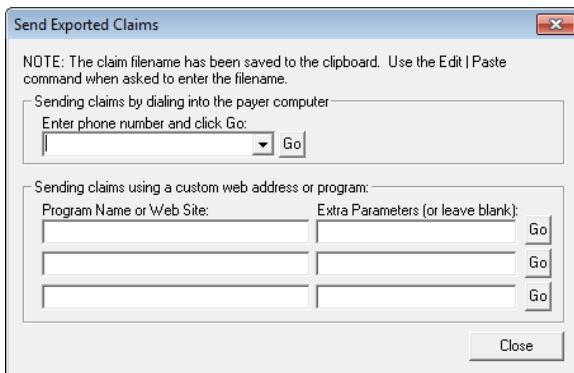 Send Exported Claims
NOTE: The claim filename has been saved to the clipboard. Use the Edit | Paste
command when asked to enter the filename.
Sending claims by dialing into the payer computer
Enter phone number and click Go:
Go
Sending claims using a custom web address or program:
Program Name or Web Site: Extra Parameters (or leave blank):
Go
Go
Go
Close